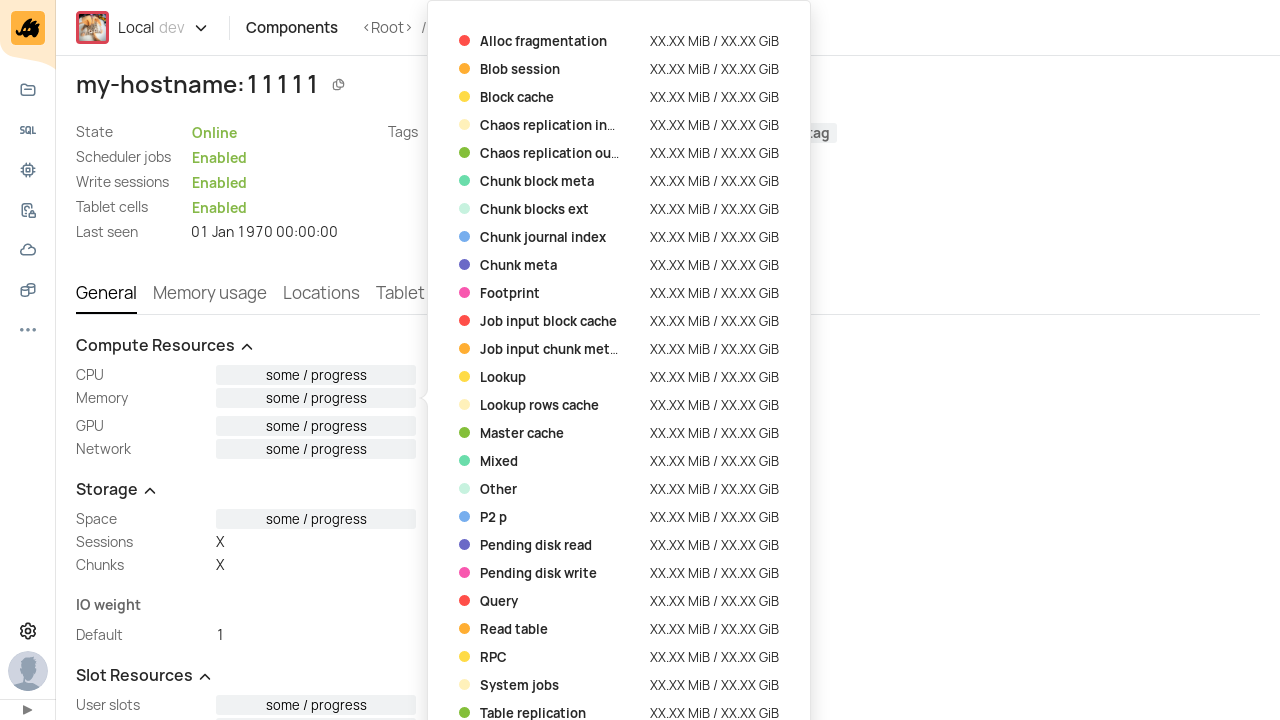 Local dev
Components
<Root> /
my-hostname:11111
State Online
Tags
tag
Scheduler jobs Enabled
Write sessions Enabled
Tablet cells Enabled
Last seen 01 Jan 1970 00:00:00
General Memory usage Locations Tablet
SQL
Compute Resources
CPU some / progress
Memory some / progress
GPU some / progress
Network some / progress
Storage
Space some / progress
Sessions X
Chunks X
IO weight
Default 1
Slot Resources
User slots some / progress
Alloc fragmentation XX.XX MiB / XX.XX GiB
Blob session XX.XX MiB / XX.XX GiB
Block cache XX.XX MiB / XX.XX GiB
Chaos replication in… XX.XX MiB / XX.XX GiB
Chaos replication ou… XX.XX MiB / XX.XX GiB
Chunk block meta XX.XX MiB / XX.XX GiB
Chunk blocks ext XX.XX MiB / XX.XX GiB
Chunk journal index XX.XX MiB / XX.XX GiB
Chunk meta XX.XX MiB / XX.XX GiB
Footprint XX.XX MiB / XX.XX GiB
Job input block cache XX.XX MiB / XX.XX GiB
Job input chunk met… XX.XX MiB / XX.XX GiB
Lookup XX.XX MiB / XX.XX GiB
Lookup rows cache XX.XX MiB / XX.XX GiB
Master cache XX.XX MiB / XX.XX GiB
Mixed XX.XX MiB / XX.XX GiB
Other XX.XX MiB / XX.XX GiB
P2 p XX.XX MiB / XX.XX GiB
Pending disk read XX.XX MiB / XX.XX GiB
Pending disk write XX.XX MiB / XX.XX GiB
Query XX.XX MiB / XX.XX GiB
Read table XX.XX MiB / XX.XX GiB
RPC XX.XX MiB / XX.XX GiB
System jobs XX.XX MiB / XX.XX GiB
Table replication XX.XX MiB / XX.XX GiB